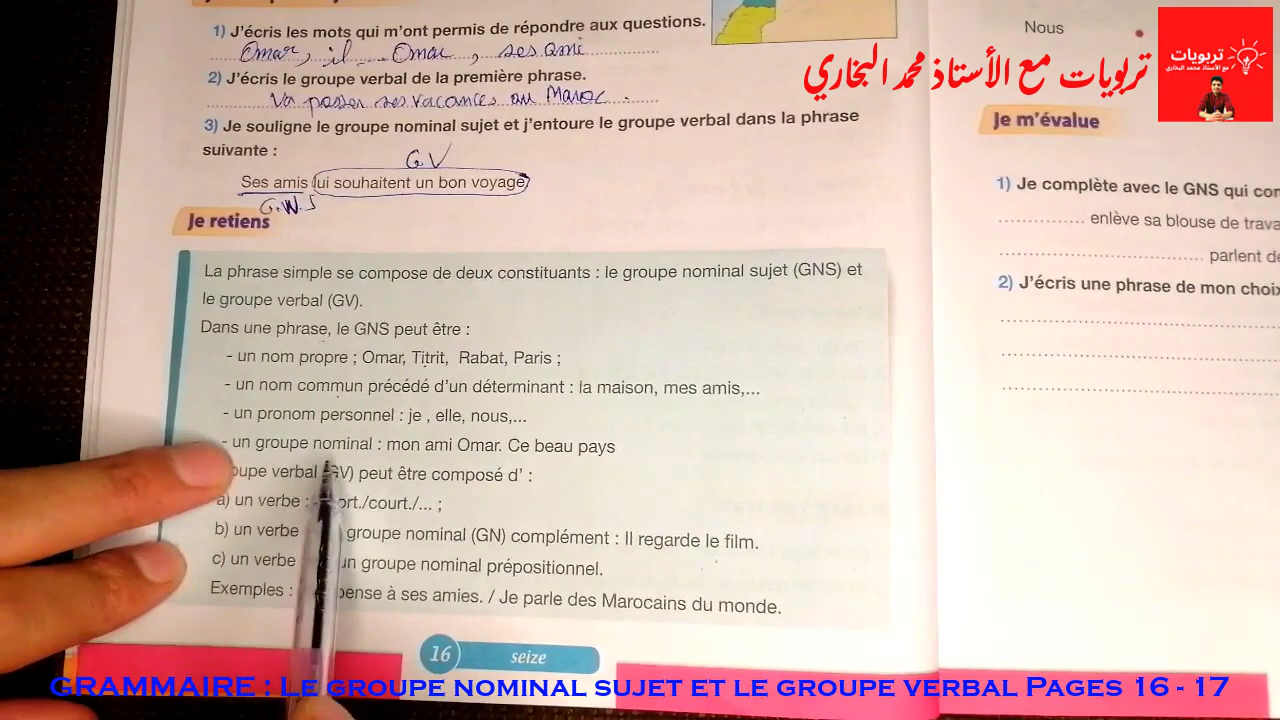 1) J'écris les mots qui m'ont permis de répondre aux questions.
Omar, il ... Omar, ses ami
2) J'écris le groupe verbal de la première phrase.
Va passer ses vacances au Maroc.
3) Je souligne le groupe nominal sujet et j'entoure le groupe verbal dans la phrase
suivante :
G V
Ses amis lui souhaitent un bon voyage
G.N.S
Je retiens
La phrase simple se compose de deux constituants : le groupe nominal sujet (GNS) et
le groupe verbal (GV).
Dans une phrase, le GNS peut être :
- un nom propre ; Omar, Titrit, Rabat, Paris ;
- un nom commun précédé d'un déterminant : la maison, mes amis,...
- un pronom personnel : je , elle, nous,...
- un groupe nominal : mon ami Omar. Ce beau pays
verbal GV) peut être composé d' :
a) un verbe : /court./... ;
b) un verbe groupe nominal (GN) complément : Il regarde le film.
c) un verbe un groupe nominal prépositionnel.
Exemples : pense à ses amies. / Je parle des Marocains du monde.
16 seize
Nous
تربويات مع الأستاذ محمد البخاري
تربويات
مع الأستاذ محمد البخاري
Je m'évalue
1) Je complète avec le GNS qui
............... enlève sa blouse de
............................... parlent
2) J'écris une phrase de mon choix
GRAMMAIRE : Le groupe nominal sujet et le groupe verbal Pages 16 - 17